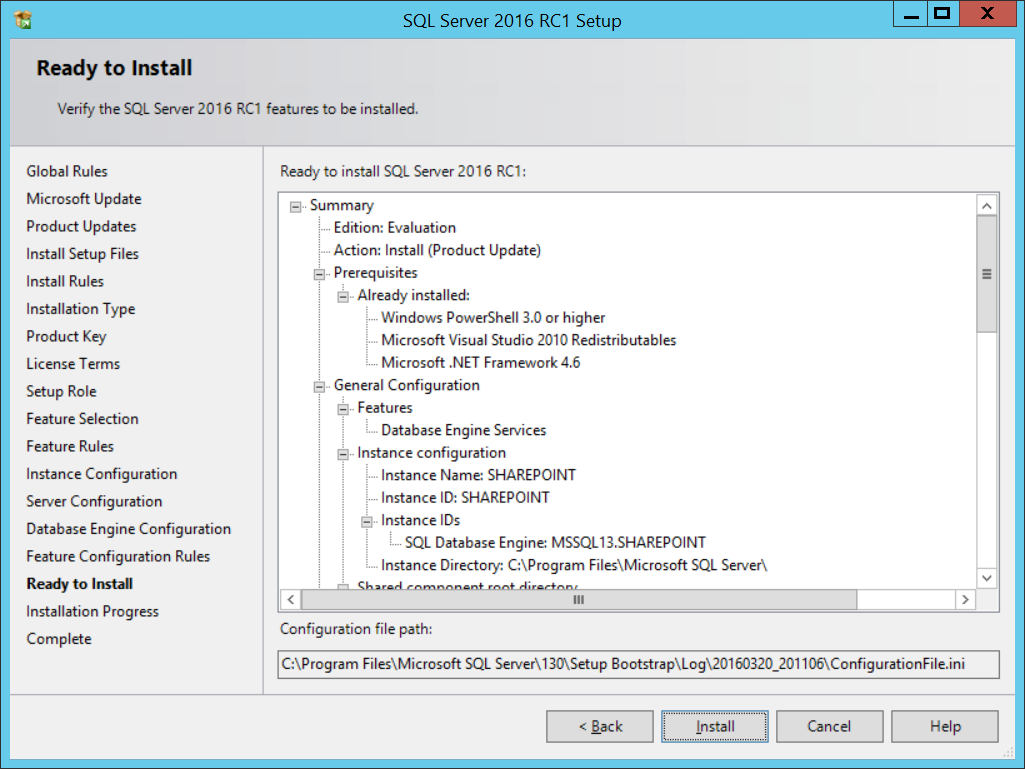 SQL Server 2016 RC1 Setup
Ready to Install
Verify the SQL Server 2016 RC1 features to be installed.
Global Rules
Microsoft Update
Product Updates
Install Setup Files
Install Rules
Installation Type
Product Key
License Terms
Setup Role
Feature Selection
Feature Rules
Instance Configuration
Server Configuration
Database Engine Configuration
Feature Configuration Rules
Ready to Install
Installation Progress
Complete
Ready to install SQL Server 2016 RC1:
Summary
Edition: Evaluation
Action: Install (Product Update)
Prerequisites
Already installed:
Windows PowerShell 3.0 or higher
Microsoft Visual Studio 2010 Redistributables
Microsoft .NET Framework 4.6
General Configuration
Features
Database Engine Services
Instance configuration
Instance Name: SHAREPOINT
Instance ID: SHAREPOINT
Instance IDs
SQL Database Engine: MSSQL13.SHAREPOINT
Instance Directory: C:\Program Files\Microsoft SQL Server\
Shared component root directory
Configuration file path:
C:\Program Files\Microsoft SQL Server\130\Setup Bootstrap\Log\20160320_201106\ConfigurationFile.ini
< Back
Install
Cancel
Help